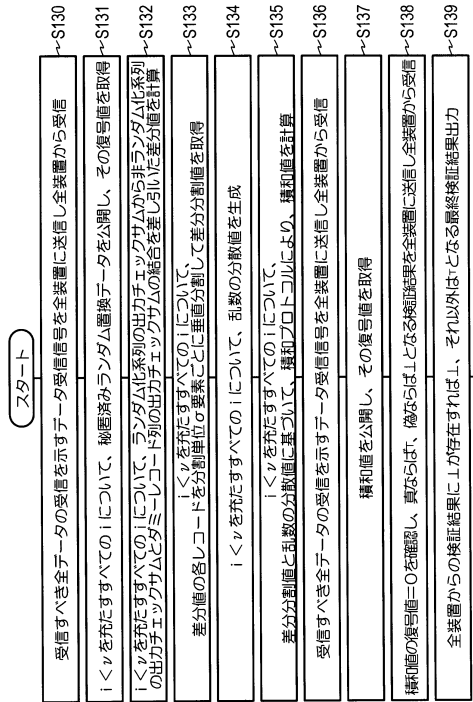 スタート
受信すべき全データの受信を示すデータ受信信号を全装置に送信し全装置から受信
S130
i<νを充たすすべてのiについて、秘匿済みランダム置換データを公開し、その復号値を取得
S131
i<νを充たすすべてのiについて、ランダム化系列の出力チェックサムから非ランダム化系列
の出力チェックサムとダミーレコード列の出力チェックサムの結合を差し引いた差分値を計算
S132
i<νを充たすすべてのiについて、
差分値の各レコードを分割単位σ要素ごとに垂直分割して差分分割値を取得
S133
i<νを充たすすべてのiについて、乱数の分散値を生成
S134
i<νを充たすすべてのiについて、
差分分割値と乱数の分散値に基づいて、積和プロトコルにより、積和値を計算
S135
受信すべき全データの受信を示すデータ受信信号を全装置に送信し全装置から受信
S136
積和値を公開し、その復号値を取得
S137
積和値の復号値=0を確認し、真ならば⊤、偽ならば⊥となる検証結果を全装置に送信し全装置から受信
S138
全装置からの検証結果に⊥が存在すれば⊥、それ以外は⊤となる最終検証結果出力
S139